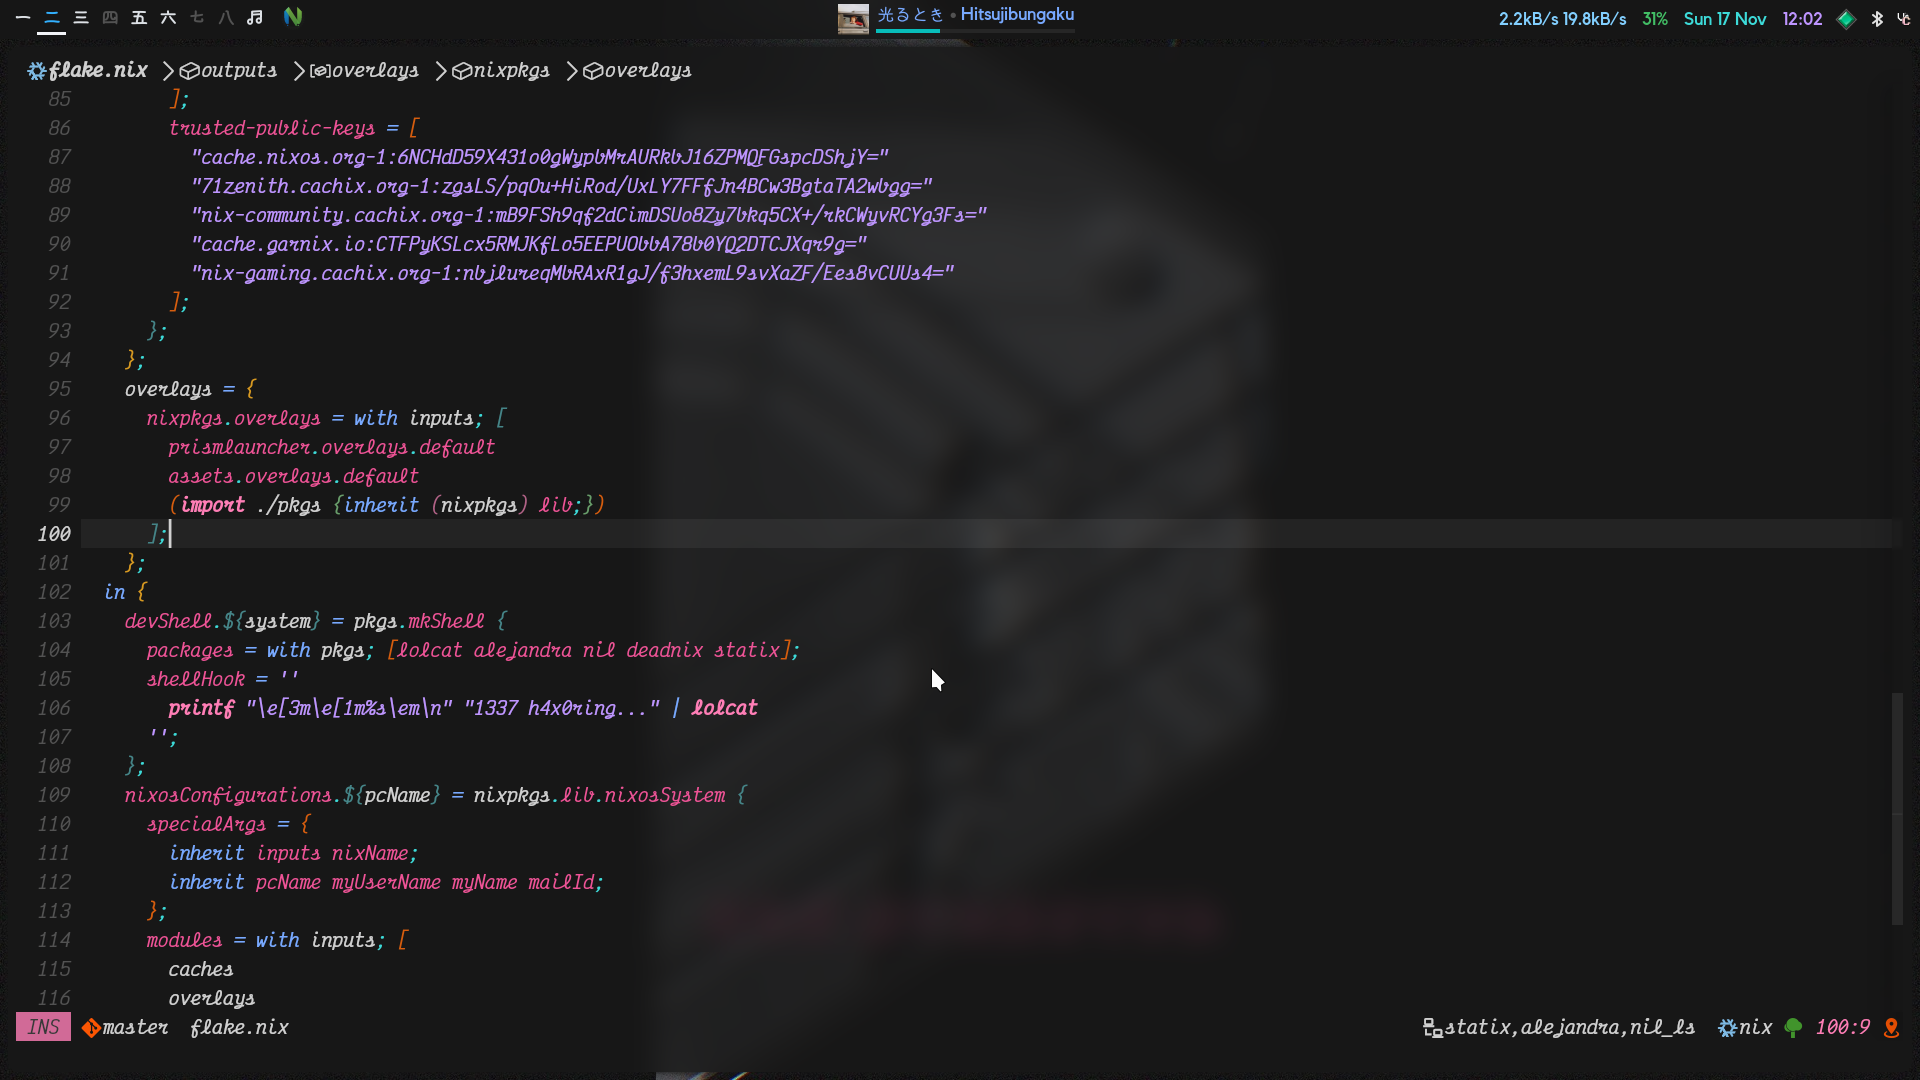 一 二 三 四 五 六 七 八
光るとき • Hitsujibungaku
2.2kB/s 19.8kB/s 31% Sun 17 Nov 12:02
flake.nix > outputs > overlays > nixpkgs > overlays
85 ];
86 trusted-public-keys = [
87 "cache.nixos.org-1:6NCHdD59X431o0gWypbMrAURkbJ16ZPMQFGspcDShjY="
88 "71zenith.cachix.org-1:zgsLS/pqOu+HiRod/UxLY7FFfJn4BCw3BgtaTA2wbgg="
89 "nix-community.cachix.org-1:mB9FSh9qf2dCimDSUo8Zy7bkq5CX+/rkCWyvRCYg3Fs="
90 "cache.garnix.io:CTFPyKSLcx5RMJKfLo5EEPUObbA78b0YQ2DTCJXqr9g="
91 "nix-gaming.cachix.org-1:nbjlureqMbRAxR1gJ/f3hxemL9svXaZF/Ees8vCUUs4="
92 ];
93 };
94 };
95 overlays = {
96 nixpkgs.overlays = with inputs; [
97 prismlauncher.overlays.default
98 assets.overlays.default
99 (import ./pkgs {inherit (nixpkgs) lib;})
100 ];
101 };
102 in {
103 devShell.${system} = pkgs.mkShell {
104 packages = with pkgs; [lolcat alejandra nil deadnix statix];
105 shellHook = ''
106 printf "\e[3m\e[1m%s\em\n" "1337 h4x0ring..." | lolcat
107 '';
108 };
109 nixosConfigurations.${pcName} = nixpkgs.lib.nixosSystem {
110 specialArgs = {
111 inherit inputs nixName;
112 inherit pcName myUserName myName mailId;
113 };
114 modules = with inputs; [
115 caches
116 overlays
INS master flake.nix
statix,alejandra,nil_ls nix 100:9